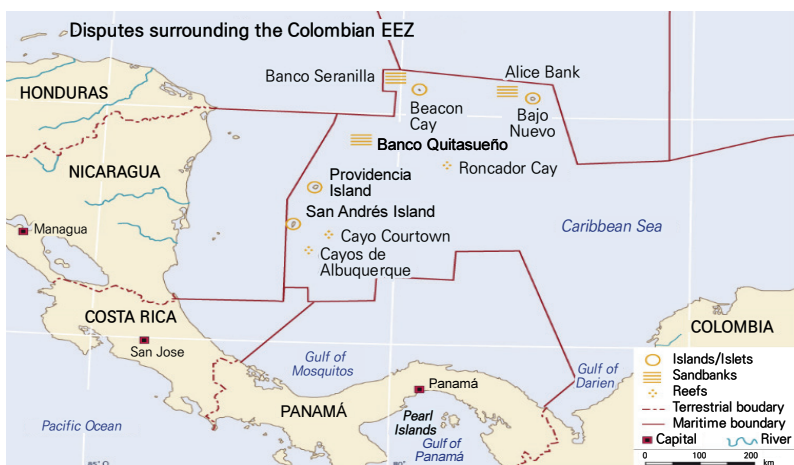 Disputes surrounding the Colombian EEZ
Banco Seranilla
Alice Bank
HONDURAS
Beacon
Cay
Bajo
Nuevo
Banco Quitasueño
NICARAGUA
Roncador Cay
Providencia
Island
San Andrés Island
Managua
Cayo Courtown
Caribbean Sea
Cayos de
Albuquerque
COSTA RICA
COLOMBIA
San Jose
Gulf of
Mosquitos
Gulf of
Darien
Islands/Islets
Sandbanks
Reefs
Terrestrial boudary
Maritime boundary
Capital
River
0 100 200
km
Panamá
PANAMÁ
Pearl
Islands
Gulf of
Panamá
Pacific Ocean